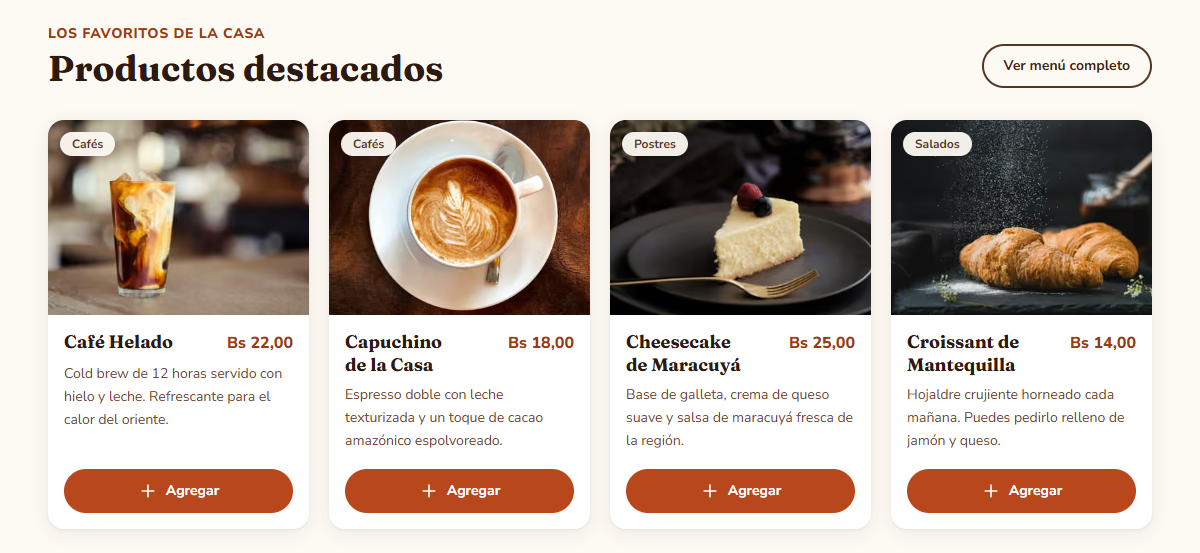 LOS FAVORITOS DE LA CASA
Productos destacados
Ver menú completo
Cafés
Café Helado
Bs 22,00
Cold brew de 12 horas servido con
hielo y leche. Refrescante para el
calor del oriente.
Agregar
Cafés
Capuchino
de la Casa
Bs 18,00
Espresso doble con leche
texturizada y un toque de cacao
amazónico espolvoreado.
Agregar
Postres
Cheesecake
de Maracuyá
Bs 25,00
Base de galleta, crema de queso
suave y salsa de maracuyá fresca de
la región.
Agregar
Salados
Croissant de
Mantequilla
Bs 14,00
Hojaldre crujiente horneado cada
mañana. Puedes pedirlo relleno de
jamón y queso.
Agregar